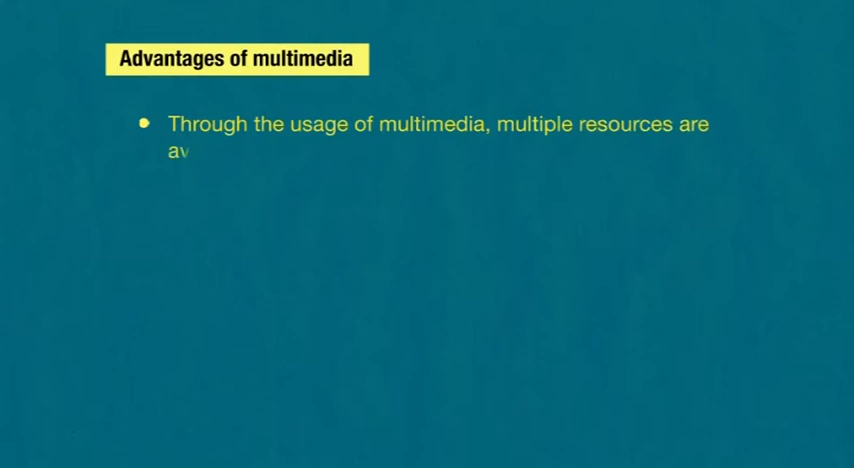 Advantages of multimedia
Through the usage of multimedia, multiple resources are
av